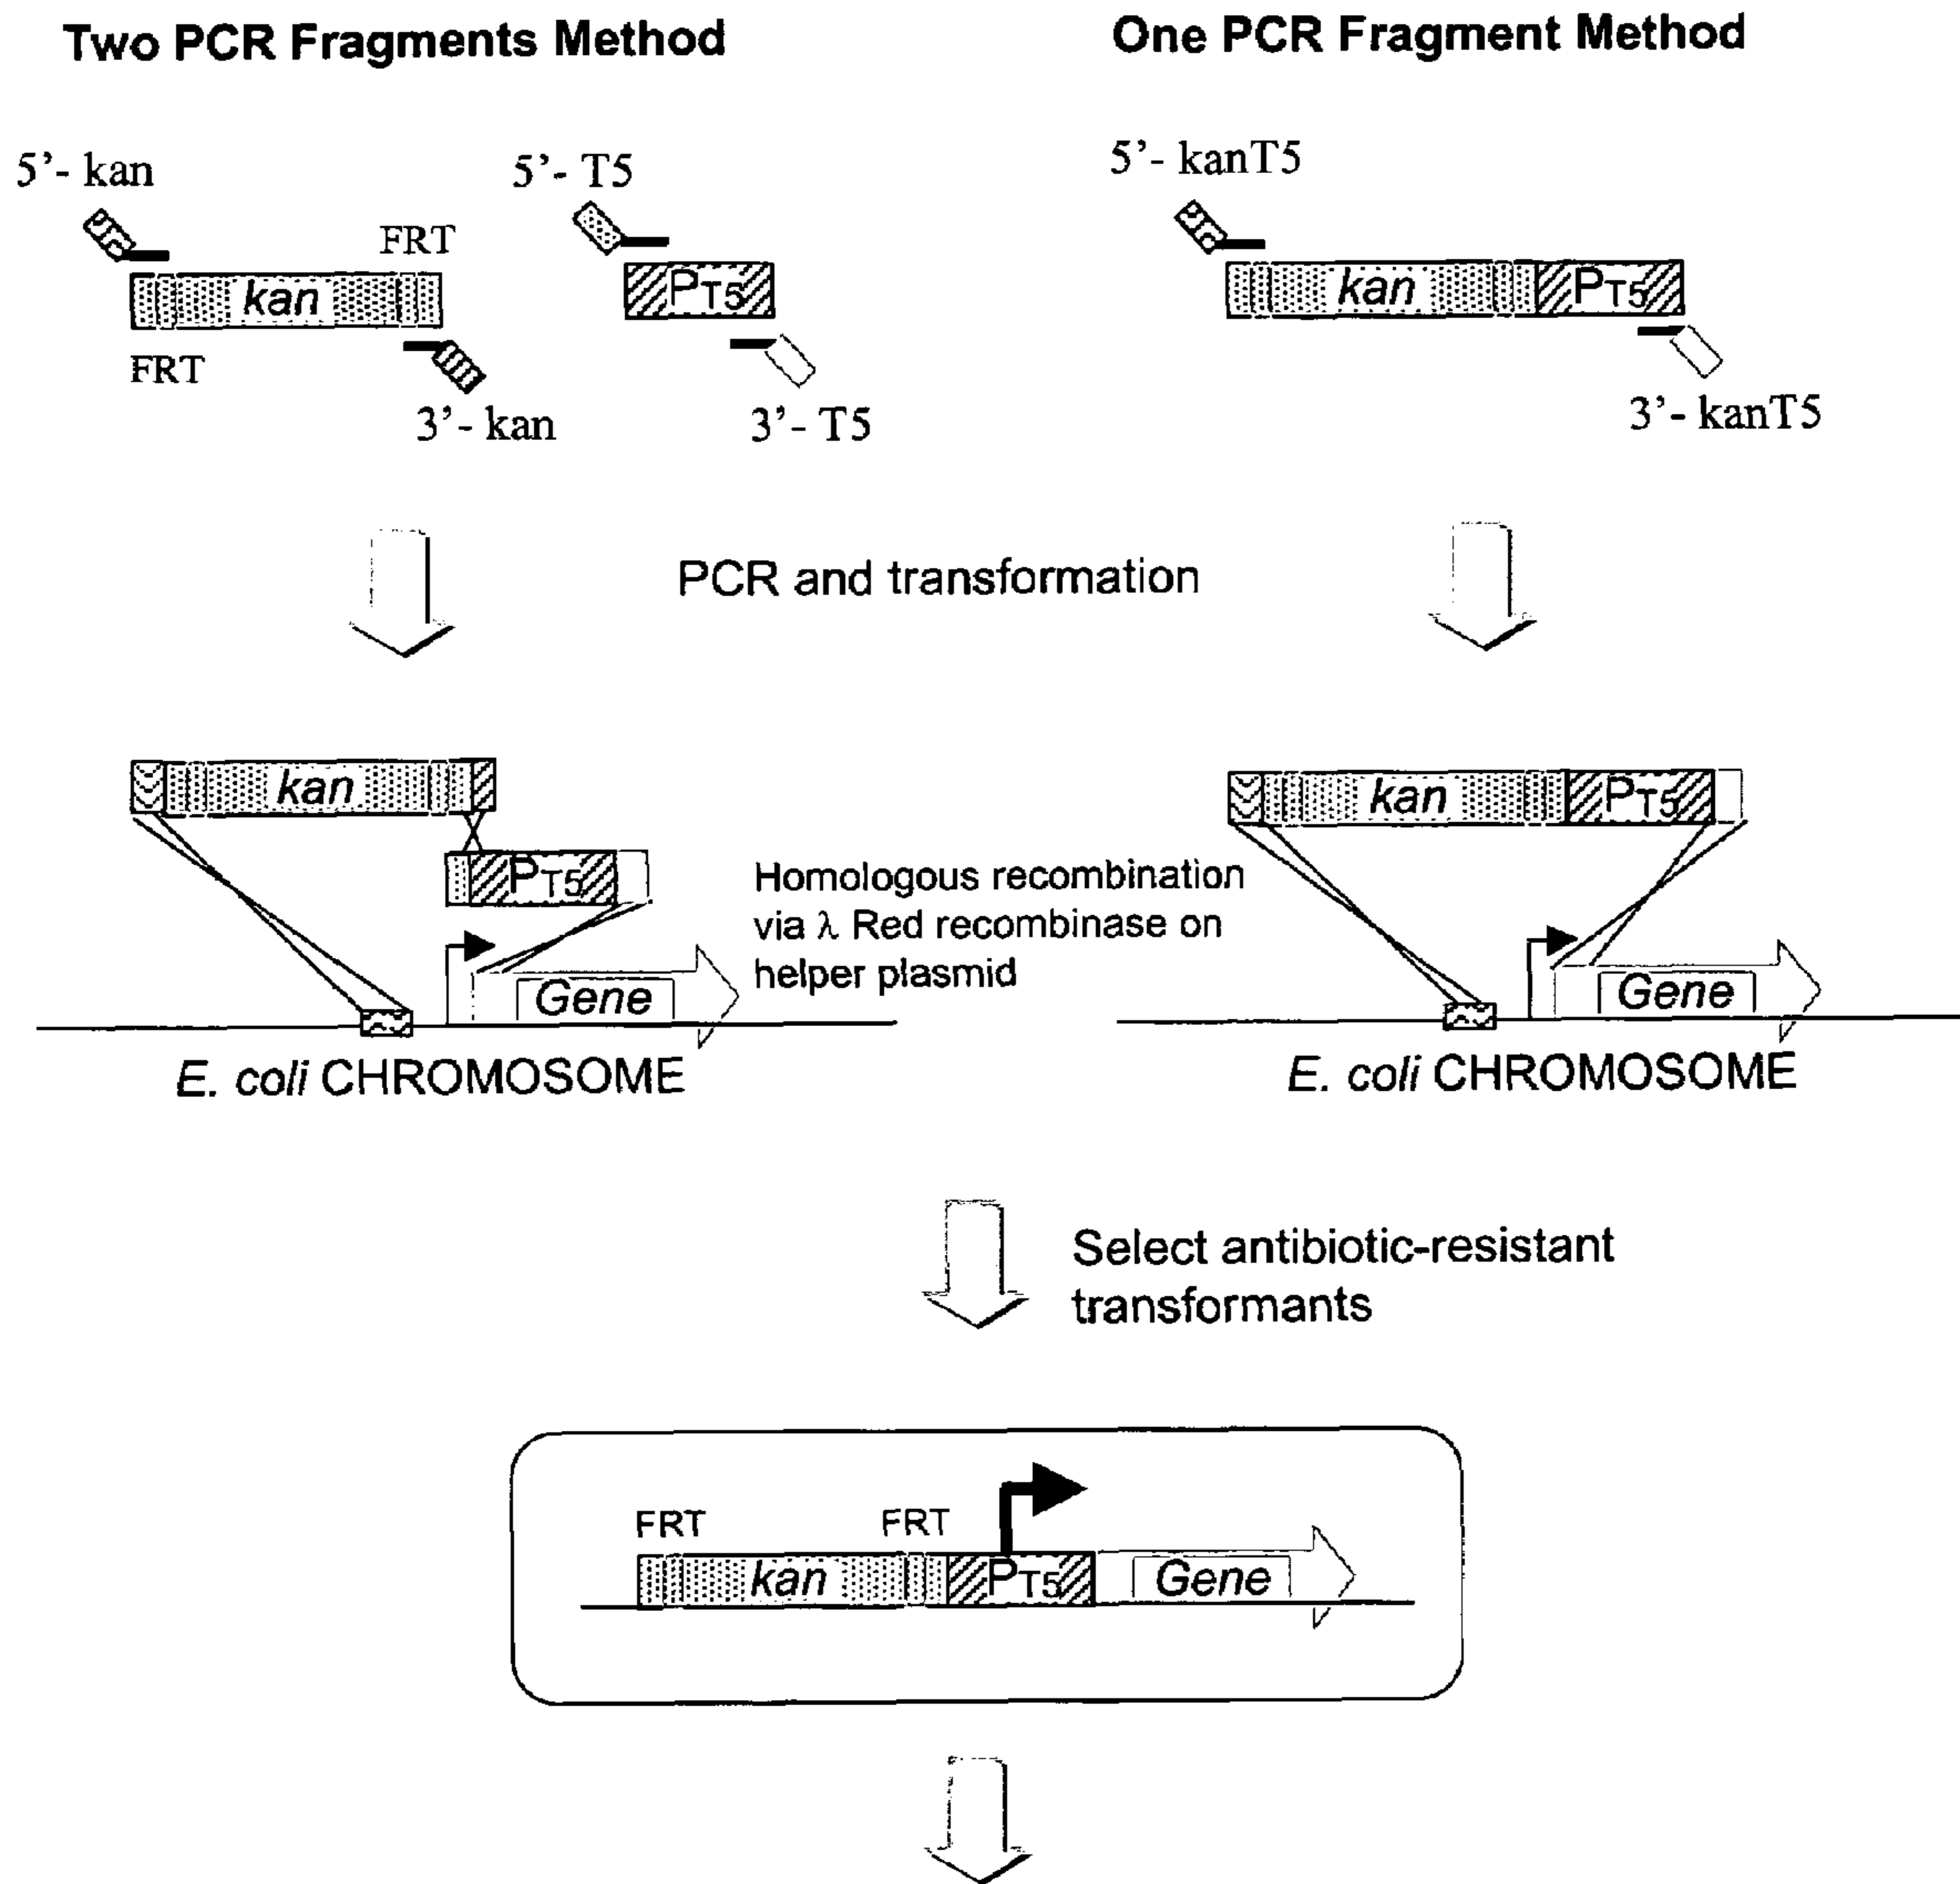 Two PCR Fragments Method
One PCR Fragment Method
5’- kan
5’- T5
5’- kanT5
FRT
kan
PT5
kan
PT5
FRT
3’- kan
3’- T5
3’- kanT5
PCR and transformation
kan
kan
PT5
PT5
Homologous recombination
via λ Red recombinase on
helper plasmid
Gene
Gene
E. coli CHROMOSOME
E. coli CHROMOSOME
Select antibiotic-resistant
transformants
FRT
FRT
kan
PT5
Gene